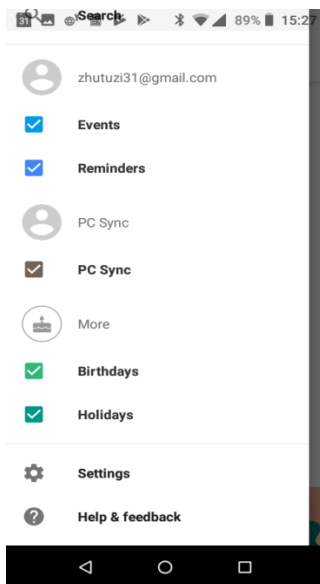 31 Search 89% 15:27
zhutuzi31@gmail.com
Events
Reminders
PC Sync
PC Sync
More
Birthdays
Holidays
Settings
Help & feedback